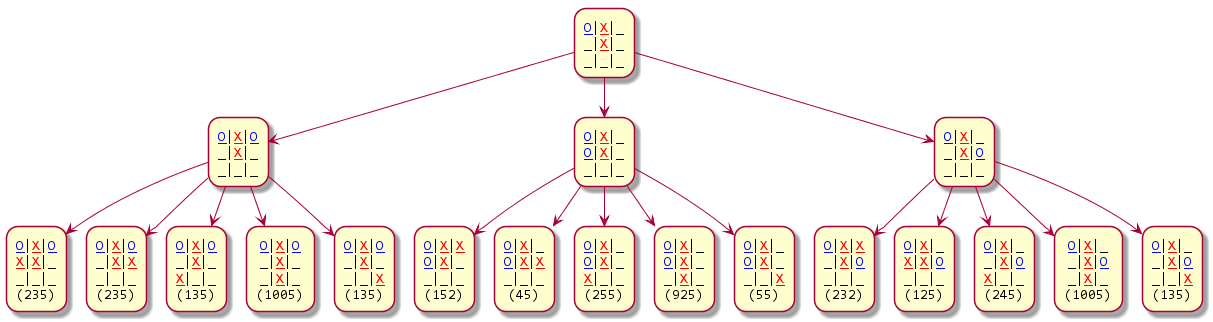 O|X|_
_|X|_
_|_|_
O|X|O
_|X|_
_|_|_
O|X|_
O|X|_
_|_|_
O|X|_
_|X|O
_|_|_
O|X|O
X|X|_
_|_|_
(235)
O|X|O
_|X|X
_|_|_
(235)
O|X|O
_|X|_
X|_|_
(135)
O|X|O
_|X|_
_|X|_
(1005)
O|X|O
_|X|_
_|_|X
(135)
O|X|X
O|X|_
_|_|_
(152)
O|X|_
O|X|X
_|_|_
(45)
O|X|_
O|X|_
X|_|_
(255)
O|X|_
O|X|_
_|X|_
(925)
O|X|_
O|X|_
_|_|X
(55)
O|X|X
_|X|O
_|_|_
(232)
O|X|_
X|X|O
_|_|_
(125)
O|X|_
_|X|O
X|_|_
(245)
O|X|_
_|X|O
_|X|_
(1005)
O|X|_
_|X|O
_|_|X
(135)